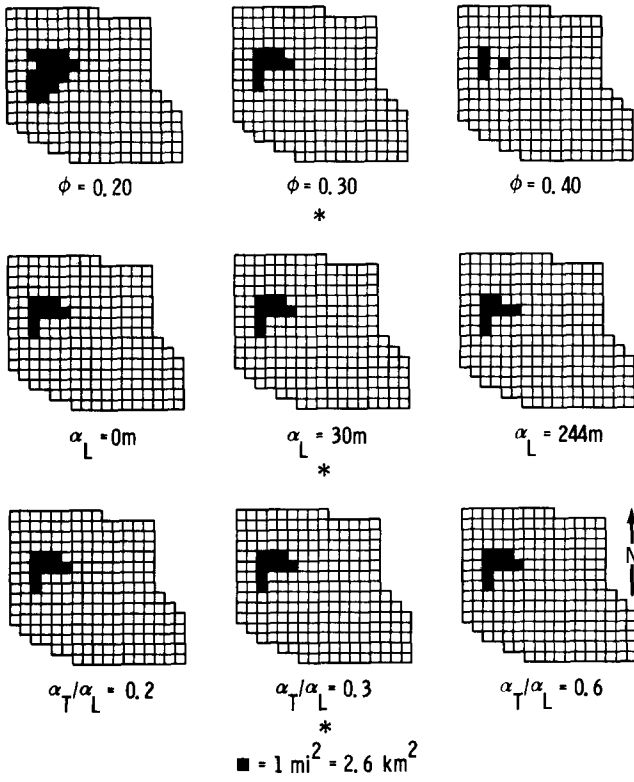 ϕ = 0.20 ϕ = 0.30 ϕ = 0.40
*
α_L = 0m α_L = 30m α_L = 244m
*
N
α_T/α_L = 0.2 α_T/α_L = 0.3 α_T/α_L = 0.6
*
■ = 1 mi² = 2.6 km²